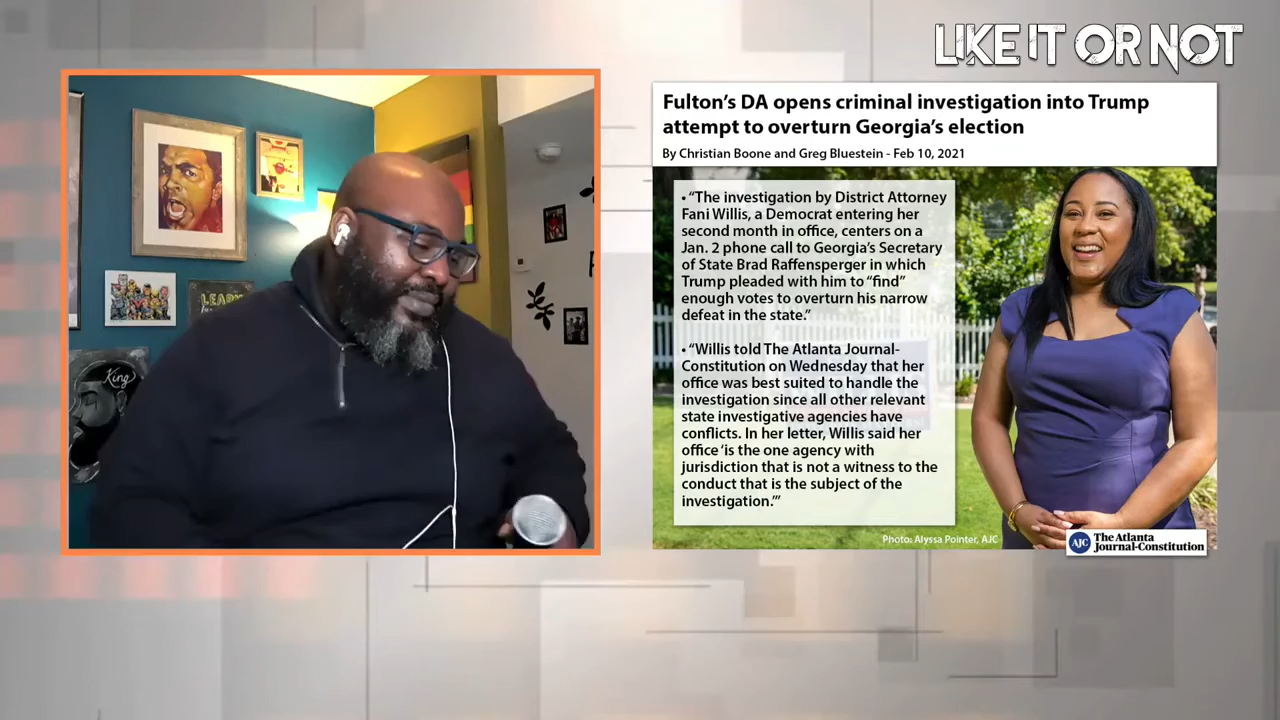 LIKE IT OR NOT
Fulton's DA opens criminal investigation into Trump
attempt to overturn Georgia's election
By Christian Boone and Greg Bluestein - Feb 10, 2021
• "The investigation by District Attorney
Fani Willis, a Democrat entering her
second month in office, centers on a
Jan. 2 phone call to Georgia's Secretary
of State Brad Raffensperger in which
Trump pleaded with him to "find"
enough votes to overturn his narrow
defeat in the state."
• "Willis told The Atlanta Journal-
Constitution on Wednesday that her
office was best suited to handle the
investigation since all other relevant
state investigative agencies have
conflicts. In her letter, Willis said her
office 'is the one agency with
jurisdiction that is not a witness to the
conduct that is the subject of the
investigation.'"
Photo: Alyssa Pointer, AJC
AJC The Atlanta
Journal-Constitution
LEARN
King